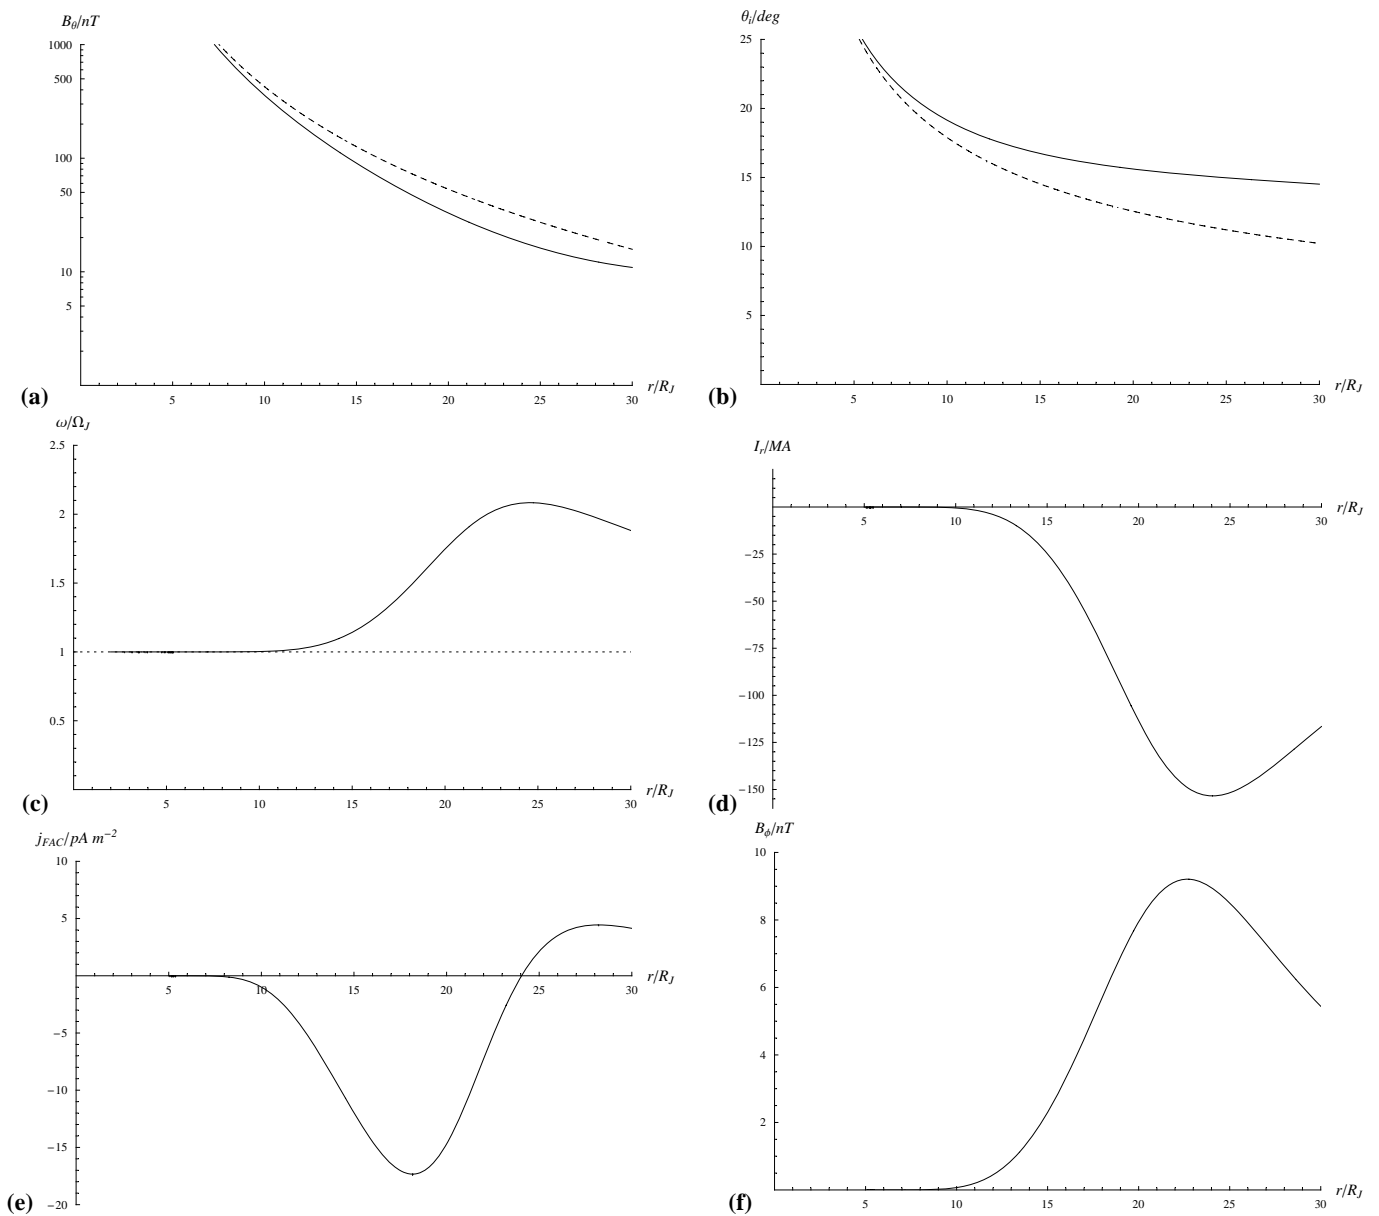 B_θ/nT
1000
500
100
50
10
5
5 10 15 20 25 30
r/R_J
(a)
θ_i/deg
25
20
15
10
5
5 10 15 20 25 30
r/R_J
(b)
ω/Ω_J
2.5
2
1.5
1
0.5
5 10 15 20 25 30
r/R_J
(c)
I_r/MA
r/R_J
5 10 15 20 25 30
−25
−50
−75
−100
−125
−150
(d)
j_FAC/pA m⁻²
10
5
r/R_J
5 10 15 20 25 30
−5
−10
−15
−20
(e)
B_ϕ/nT
10
8
6
4
2
5 10 15 20 25 30
r/R_J
(f)